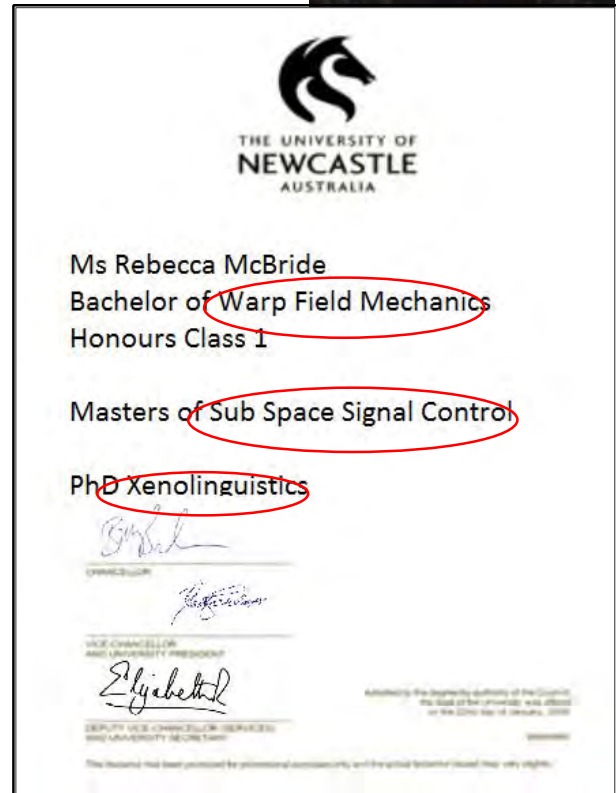 THE UNIVERSITY OF
NEWCASTLE
AUSTRALIA
Ms Rebecca McBride
Bachelor of Warp Field Mechanics
Honours Class 1
Masters of Sub Space Signal Control
PhD Xenolinguistics
CHANCELLOR
VICE-CHANCELLOR
AND UNIVERSITY PRESIDENT
ElizabethR
DEPUTY VICE-CHANCELLOR (SERVICES)
AND UNIVERSITY SECRETARY